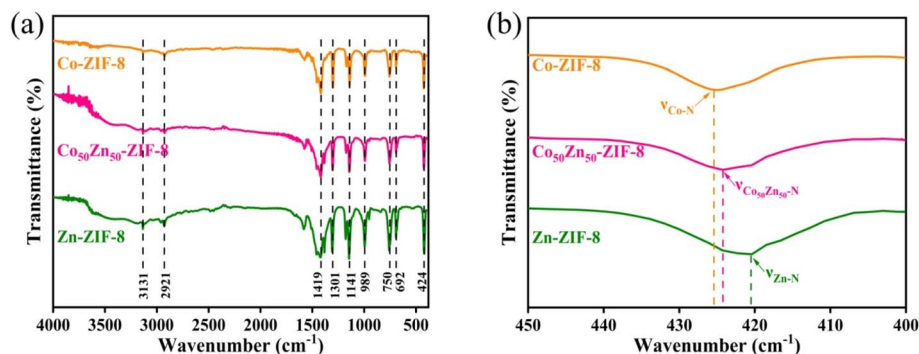 (a)
Transmittance (%)
Co-ZIF-8
Co₅₀Zn₅₀-ZIF-8
Zn-ZIF-8
3131
2921
1419
1301
1141
989
750
692
424
4000 3500 3000 2500 2000 1500 1000 500
Wavenumber (cm⁻¹)
(b)
Transmittance (%)
Co-ZIF-8
νCo-N
Co₅₀Zn₅₀-ZIF-8
νCo₅₀Zn₅₀-N
Zn-ZIF-8
νZn-N
450 440 430 420 410 400
Wavenumber (cm⁻¹)